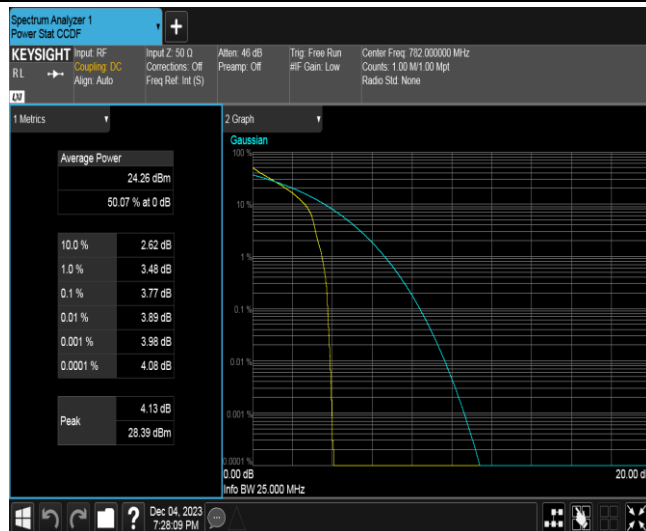 Spectrum Analyzer 1
Power Stat CCDF
+
KEYSIGHT
RL
Input: RF
Coupling: DC
Align: Auto
Input Z: 50 Ω
Corrections: Off
Freq Ref: Int (S)
Atten: 46 dB
Preamp: Off
Trig: Free Run
#IF Gain: Low
Center Freq: 782.000000 MHz
Counts: 1.00 M/1.00 Mpt
Radio Std: None
1 Metrics
Average Power
24.26 dBm
50.07 % at 0 dB
10.0 % 2.62 dB
1.0 % 3.48 dB
0.1 % 3.77 dB
0.01 % 3.89 dB
0.001 % 3.98 dB
0.0001 % 4.08 dB
Peak
4.13 dB
28.39 dBm
2 Graph
Gaussian
100 %
10 %
1 %
0.1 %
0.01 %
0.001 %
0.0001 %
0.00 dB
20.00 d
Info BW 25.000 MHz
?
Dec 04, 2023
7:28:09 PM